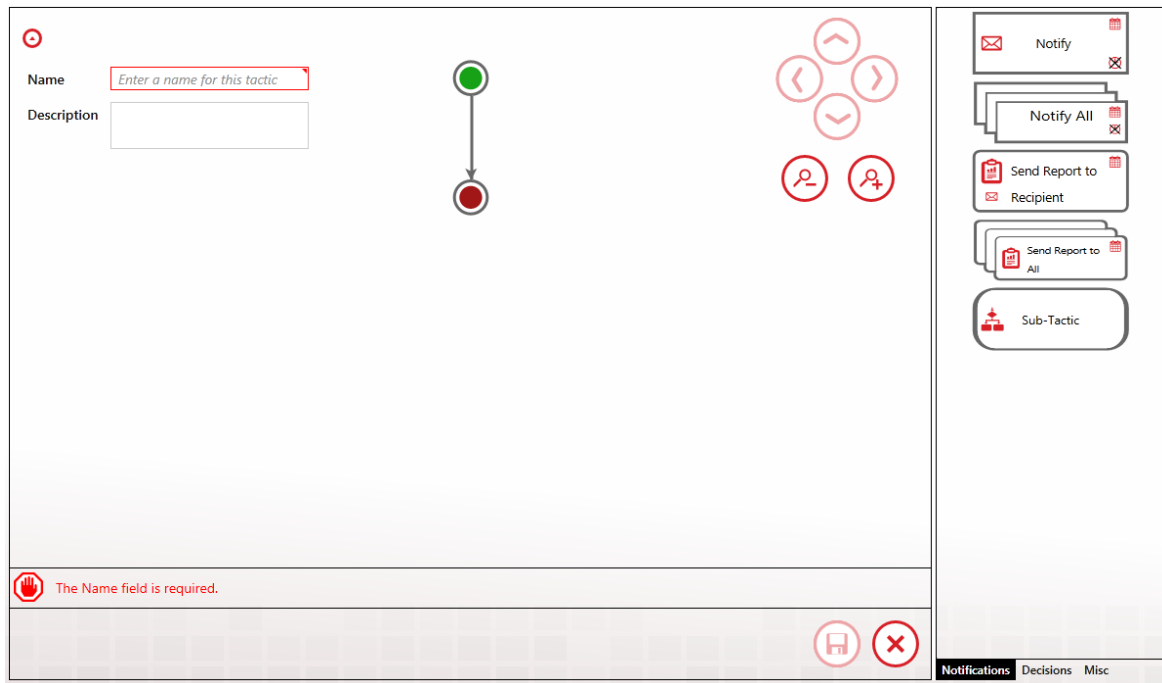 Name
Enter a name for this tactic
Description
The Name field is required.
Notify
Notify All
Send Report to
Recipient
Send Report to
All
Sub-Tactic
Notifications Decisions Misc